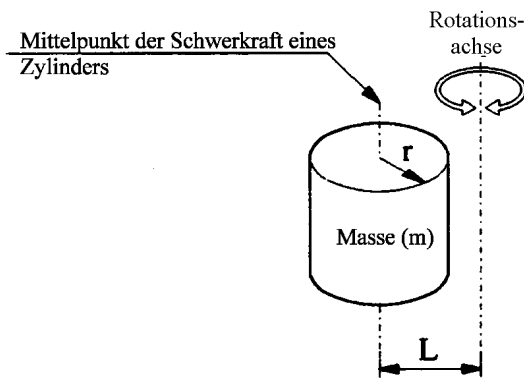 Rotations-
achse
Mittelpunkt der Schwerkraft eines
Zylinders
r
Masse (m)
L